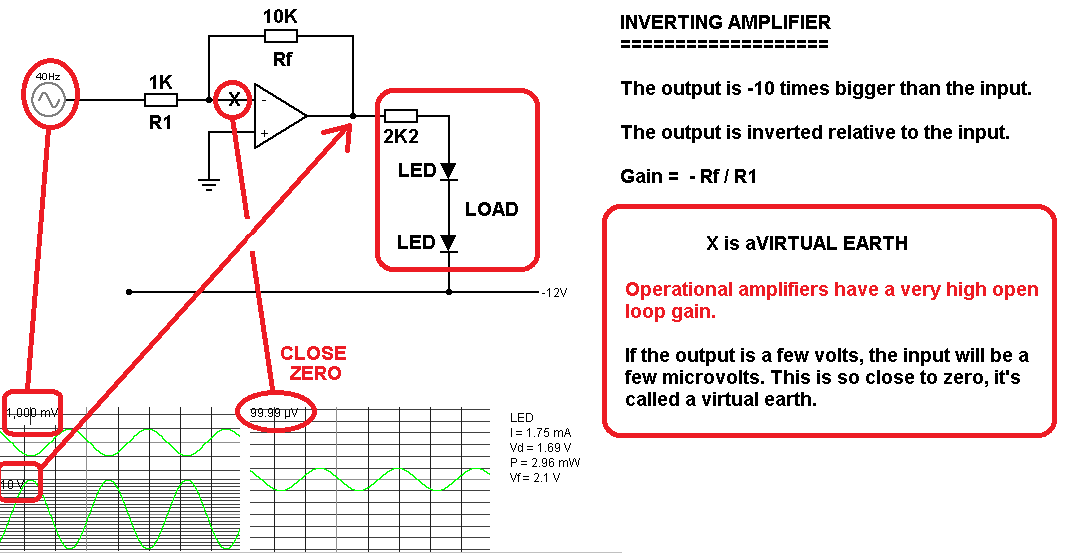 10K
Rf
INVERTING AMPLIFIER
===================
40Hz
1K
R1
X
-
+
The output is -10 times bigger than the input.
2K2
The output is inverted relative to the input.
LED
Gain = - Rf / R1
LOAD
LED
X is aVIRTUAL EARTH
-12V
Operational amplifiers have a very high open
loop gain.
CLOSE
ZERO
If the output is a few volts, the input will be a
few microvolts. This is so close to zero, it's
called a virtual earth.
1,000 mV
99.99 µV
10 V
LED
I = 1.75 mA
Vd = 1.69 V
P = 2.96 mW
Vf = 2.1 V